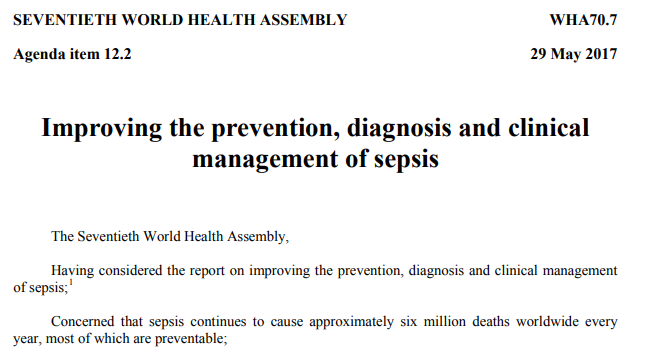 SEVENTIETH WORLD HEALTH ASSEMBLY WHA70.7
Agenda item 12.2 29 May 2017
Improving the prevention, diagnosis and clinical
management of sepsis
The Seventieth World Health Assembly,
Having considered the report on improving the prevention, diagnosis and clinical management
of sepsis;1
Concerned that sepsis continues to cause approximately six million deaths worldwide every
year, most of which are preventable;